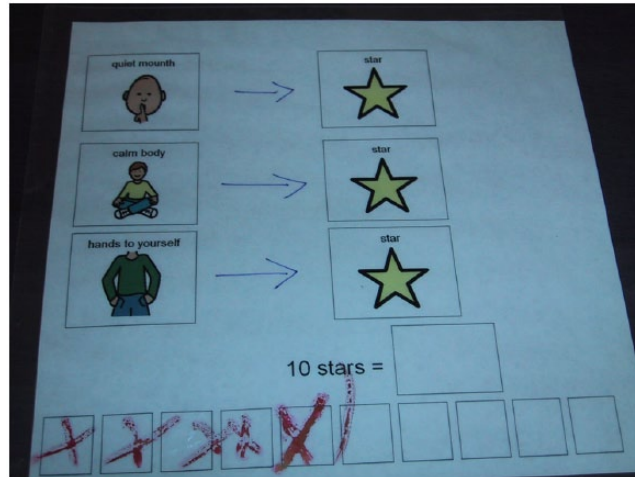 quiet mounth
star
calm body
star
hands to yourself
star
10 stars =